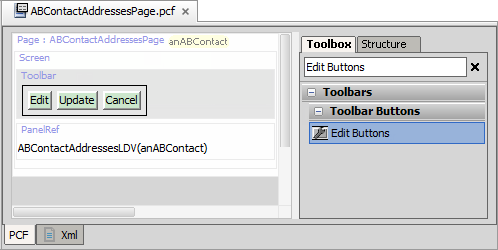 ABContactAddressesPage.pcf ×
Page : ABContactAddressesPage anABContact
Screen
Toolbar
Edit Update Cancel
PanelRef
ABContactAddressesLDV(anABContact)
Toolbox Structure
Edit Buttons
Toolbars
Toolbar Buttons
Edit Buttons
PCF Xml